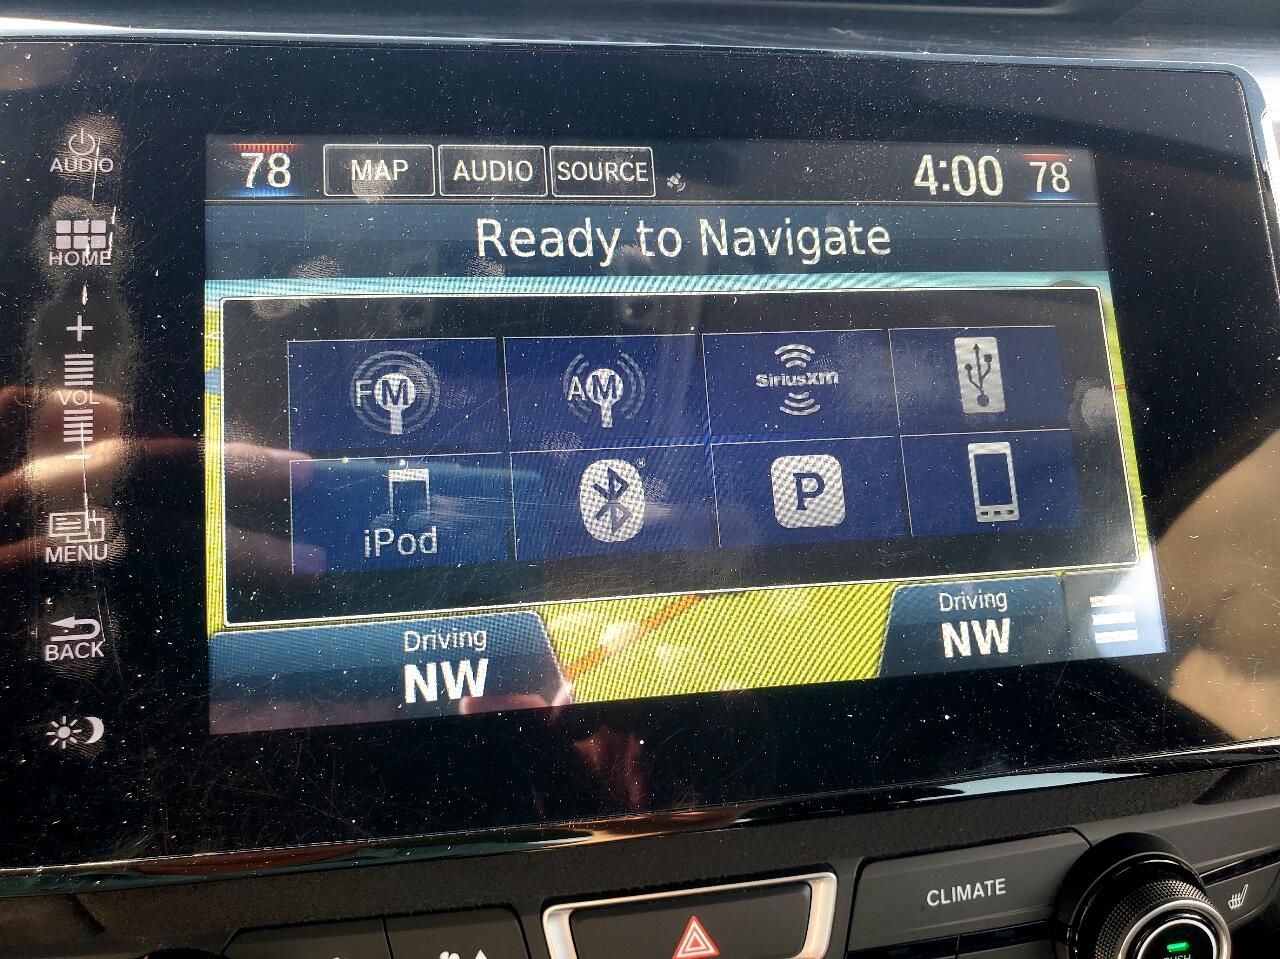 AUDIO
HOME
VOL
MENU
BACK
78 MAP AUDIO SOURCE 4:00 78
Ready to Navigate
FM AM SiriusXM
iPod P
Driving
NW
Driving
NW
CLIMATE
PUSH